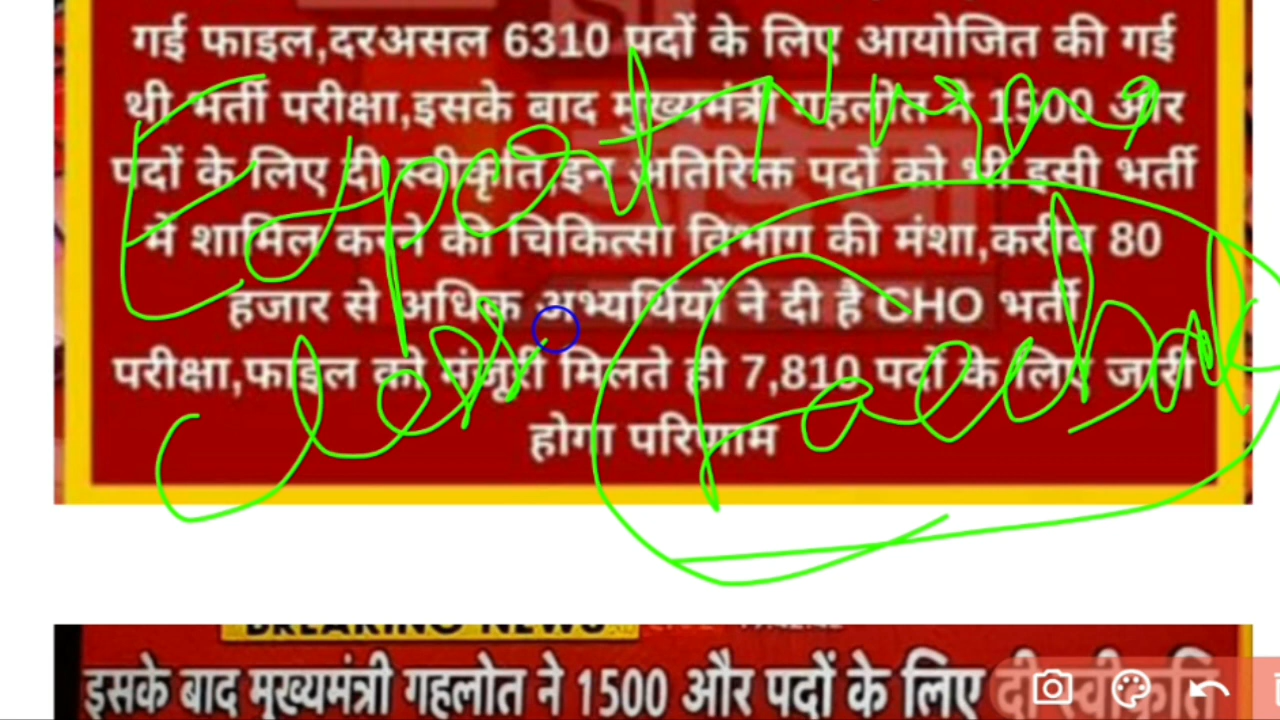 गई फाइल,दरअसल 6310 पदों के लिए आयोजित की गई
थी भर्ती परीक्षा,इसके बाद मुख्यमंत्री गहलोत ने 1500 और
पदों के लिए दी स्वीकृति,इन अतिरिक्त पदों को भी इसी भर्ती
में शामिल करने की चिकित्सा विभाग की मंशा,करीब 80
हजार से अधिक अभ्यर्थियों ने दी है CHO भर्ती
परीक्षा,फाइल को मंजूरी मिलते ही 7,810 पदों के लिए जारी
होगा परिणाम
BREAKING NEWS
इसके बाद मुख्यमंत्री गहलोत ने 1500 और पदों के लिए दी स्वीकृति